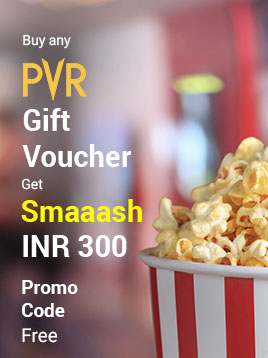 Buy any
PVR
Gift
Voucher
Get
Smaaash
INR 300
Promo
Code
Free